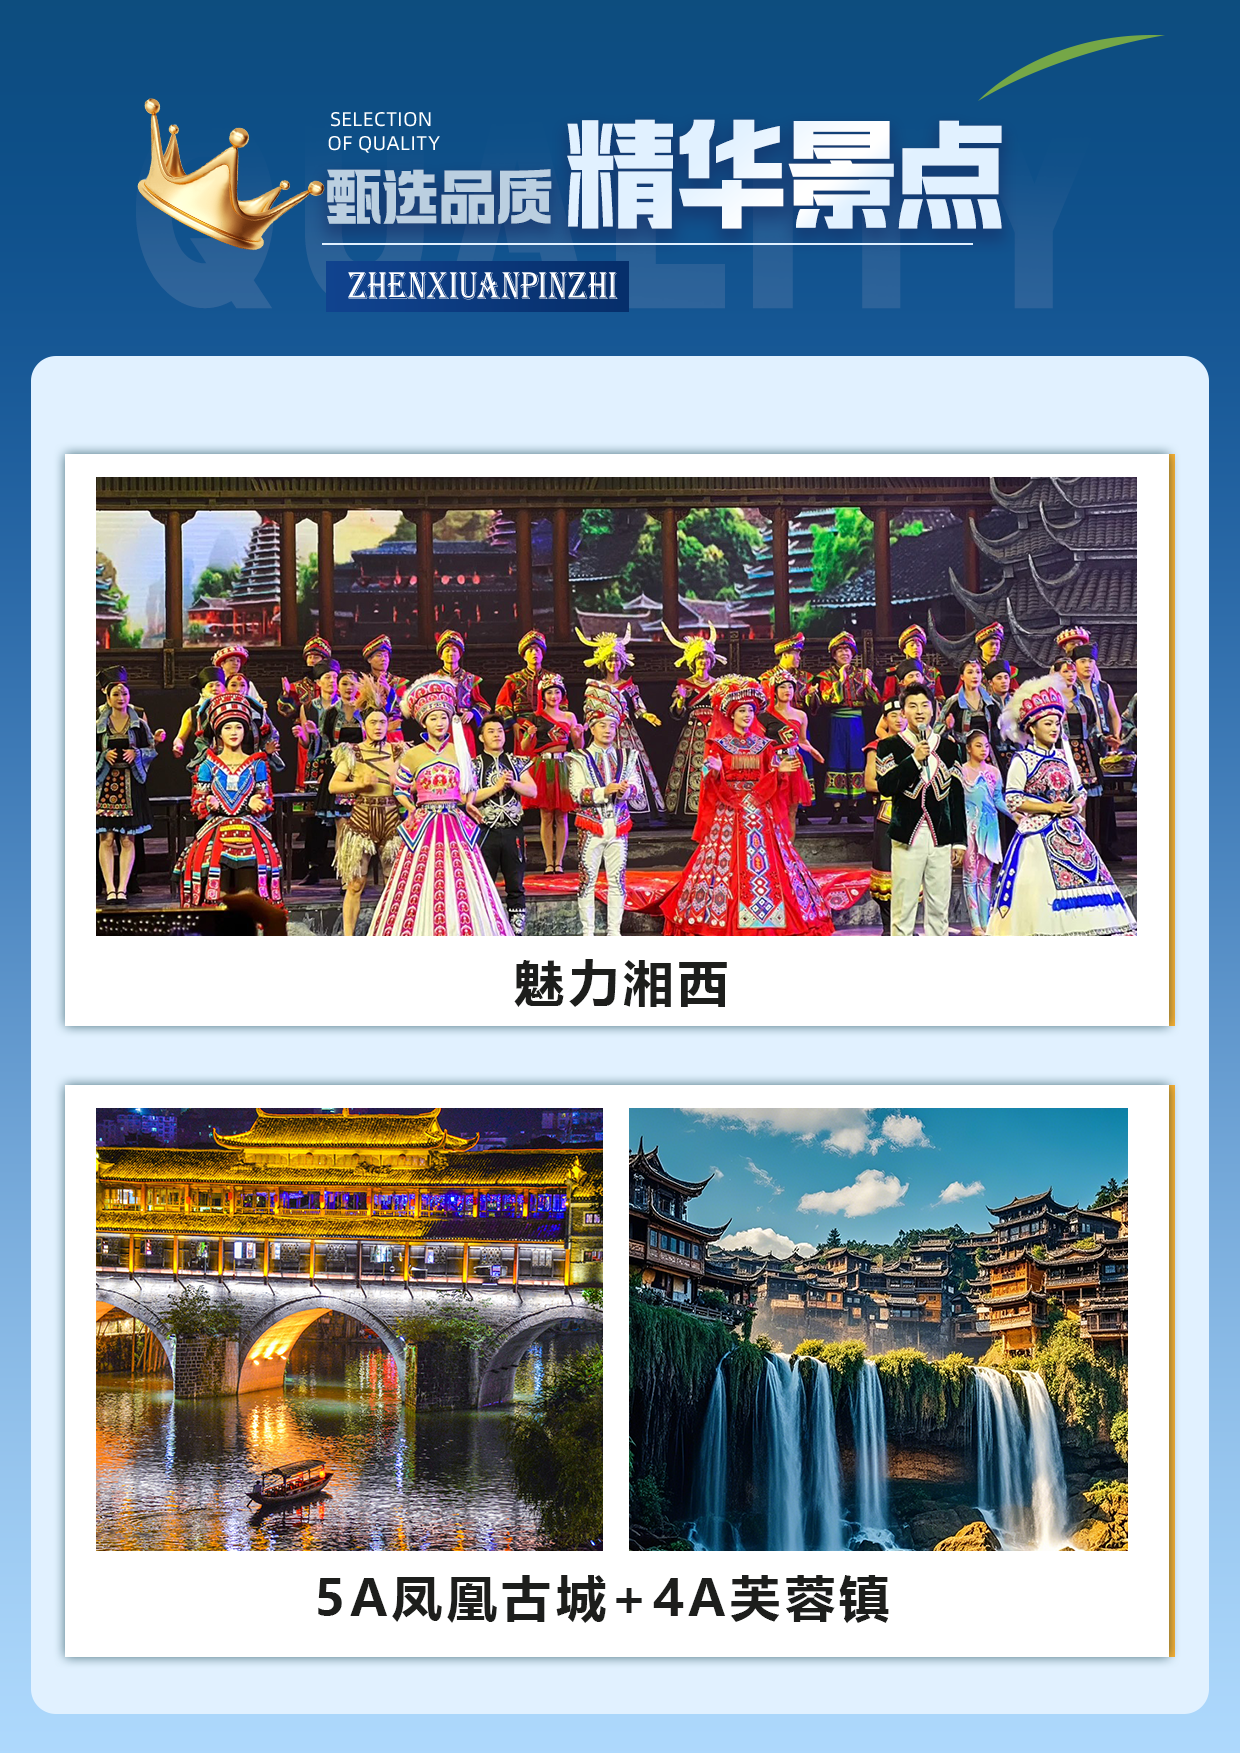 SELECTION
OF QUALITY
甄选品质 精华景点
QUALITY
ZHENXIUANPINZHI
魅力湘西
5A凤凰古城+4A芙蓉镇